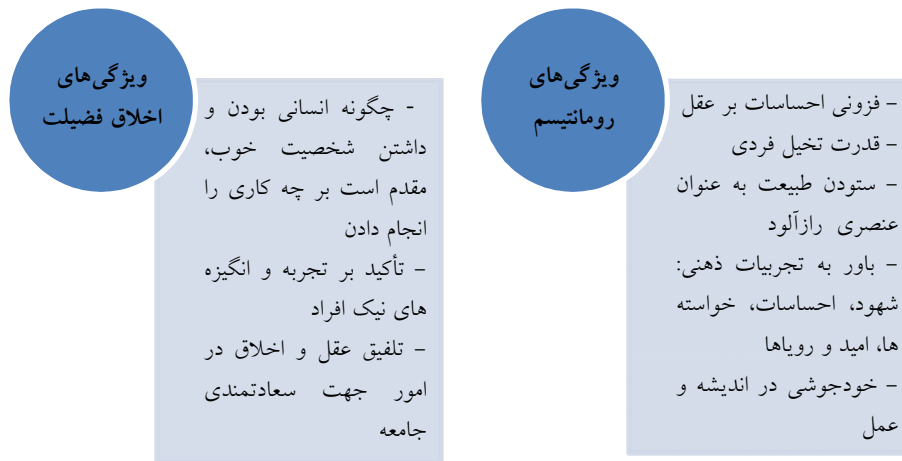 ویژگی‌های
رومانتیسم
- فزونی احساسات بر عقل
- قدرت تخیل فردی
- ستودن طبیعت به عنوان
عنصری رازآلود
- باور به تجربیات ذهنی:
شهود، احساسات، خواسته
ها، امید و رویاها
- خودجوشی در اندیشه و
عمل
ویژگی‌های
اخلاق فضیلت
- چگونه انسانی بودن و
داشتن شخصیت خوب،
مقدم است بر چه کاری را
انجام دادن
- تأکید بر تجربه و انگیزه
های نیک افراد
- تلفیق عقل و اخلاق در
امور جهت سعادتمندی
جامعه